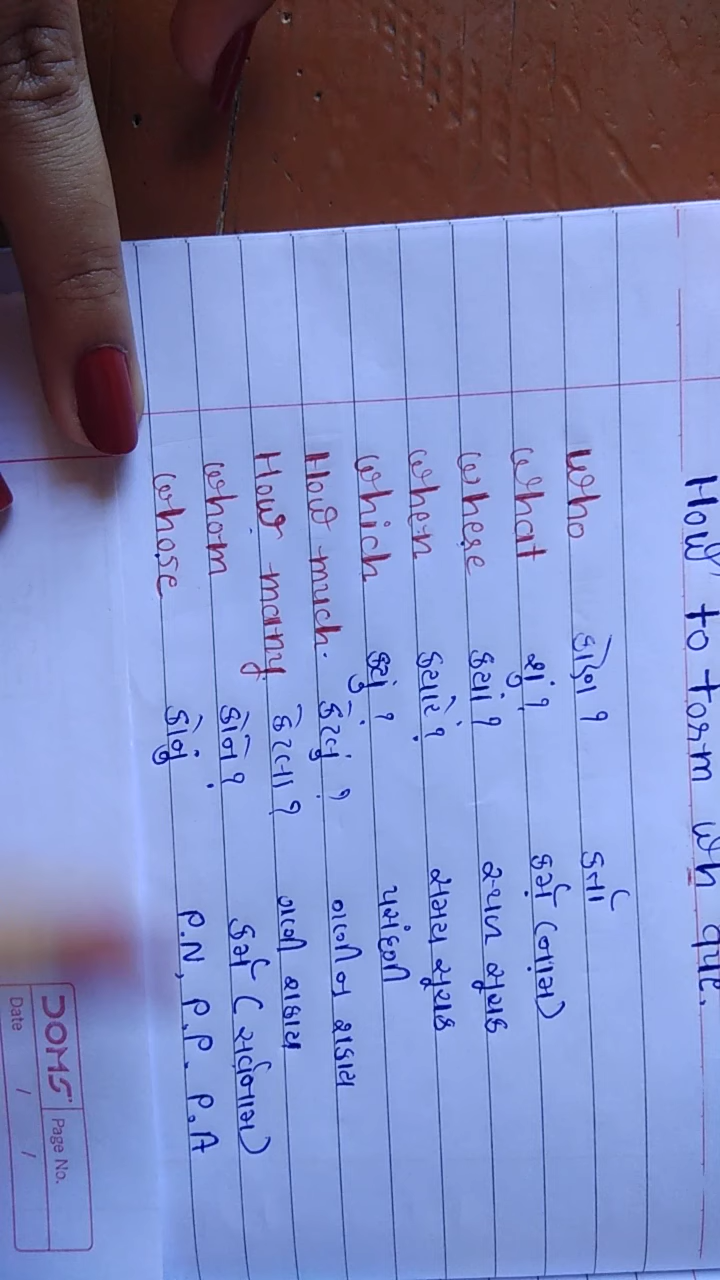 How to form Wh que.
Who કોણ? કર્તા
What શું? કર્મ (નામ)
Where ક્યાં? સ્થળ સૂચક
When ક્યારે? સમય સૂચક
Which કયું? પસંદગી
How much. કેટલું? ગણી ન શકાય
How many કેટલા? ગણી શકાય
Whom કોને? કર્મ (સર્વનામ)
Whose કોનું P.N, P.P. P.A
DOMS Page No.
Date / /